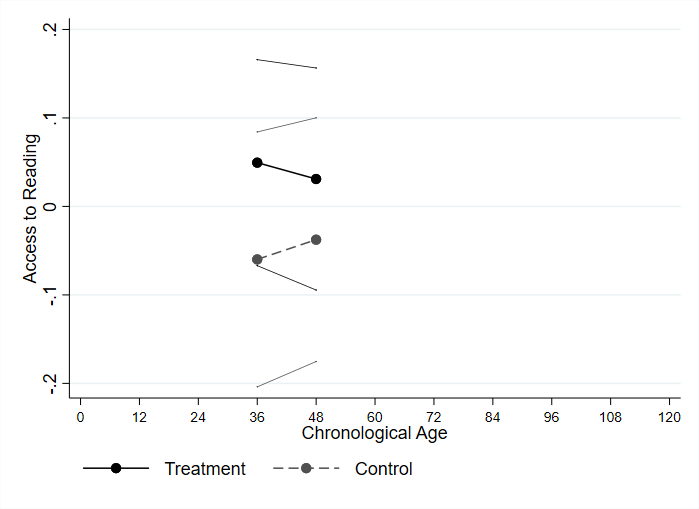 Access to Reading
.2
.1
0
-.1
-.2
0 12 24 36 48 60 72 84 96 108 120
Chronological Age
Treatment Control